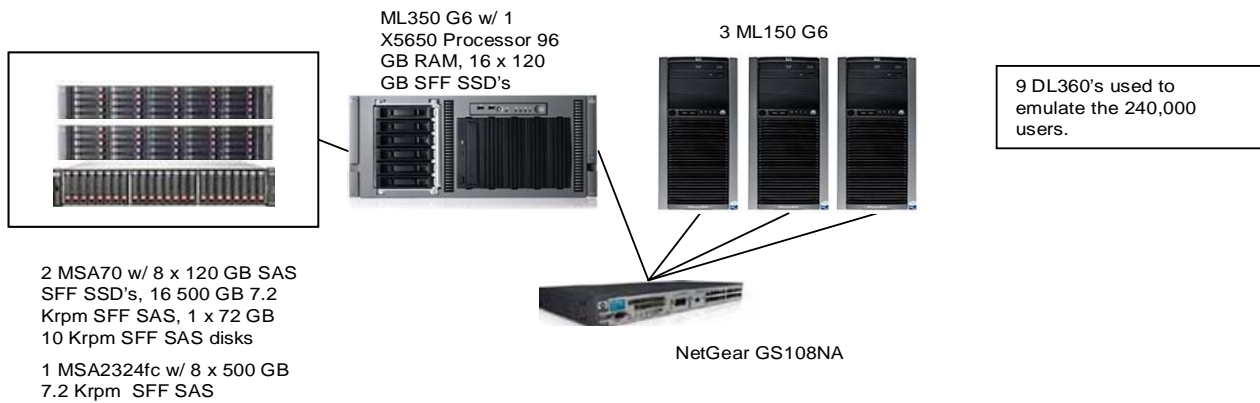 ML350 G6 w/ 1
X5650 Processor 96
GB RAM, 16 x 120
GB SFF SSD's
3 ML150 G6
9 DL360's used to
emulate the 240,000
users.
2 MSA70 w/ 8 x 120 GB SAS
SFF SSD's, 16 500 GB 7.2
Krpm SFF SAS, 1 x 72 GB
10 Krpm SFF SAS disks
1 MSA2324fc w/ 8 x 500 GB
7.2 Krpm SFF SAS
NetGear GS108NA